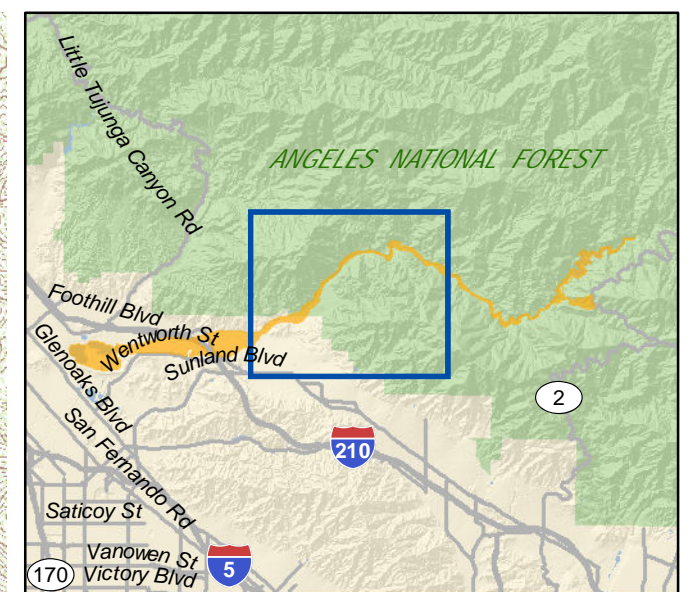 Little Tujunga Canyon Rd
ANGELES NATIONAL FOREST
Foothill Blvd
Wentworth St
Sunland Blvd
Glenoaks Blvd
San Fernando Rd
2
210
Saticoy St
Vanowen St
Victory Blvd
170
5